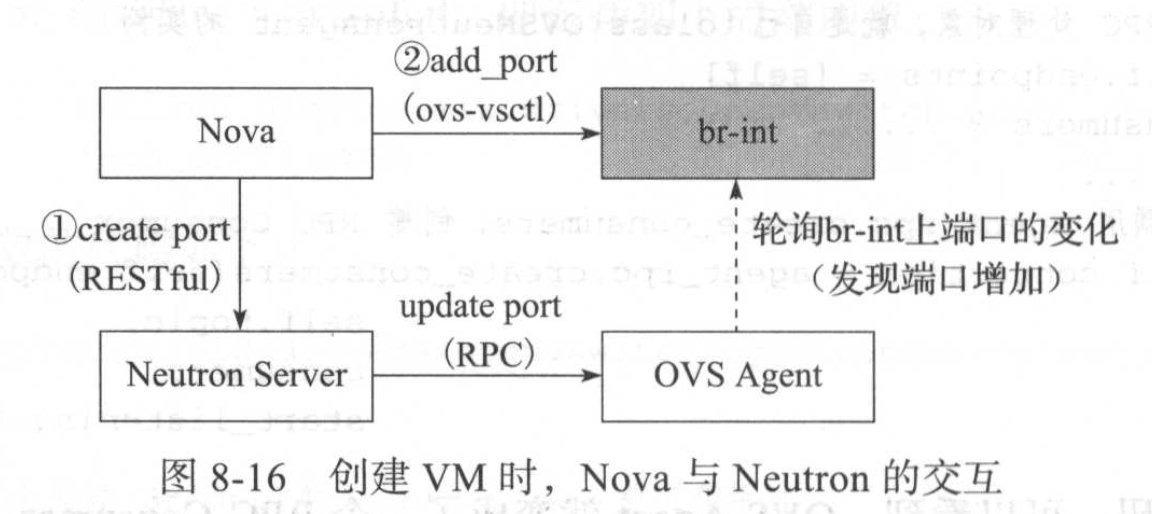 ②add_port
(ovs-vsctl)
Nova
br-int
①create port
(RESTful)
轮询br-int上端口的变化
(发现端口增加)
update port
(RPC)
Neutron Server
OVS Agent
图 8-16 创建 VM 时，Nova 与 Neutron 的交互